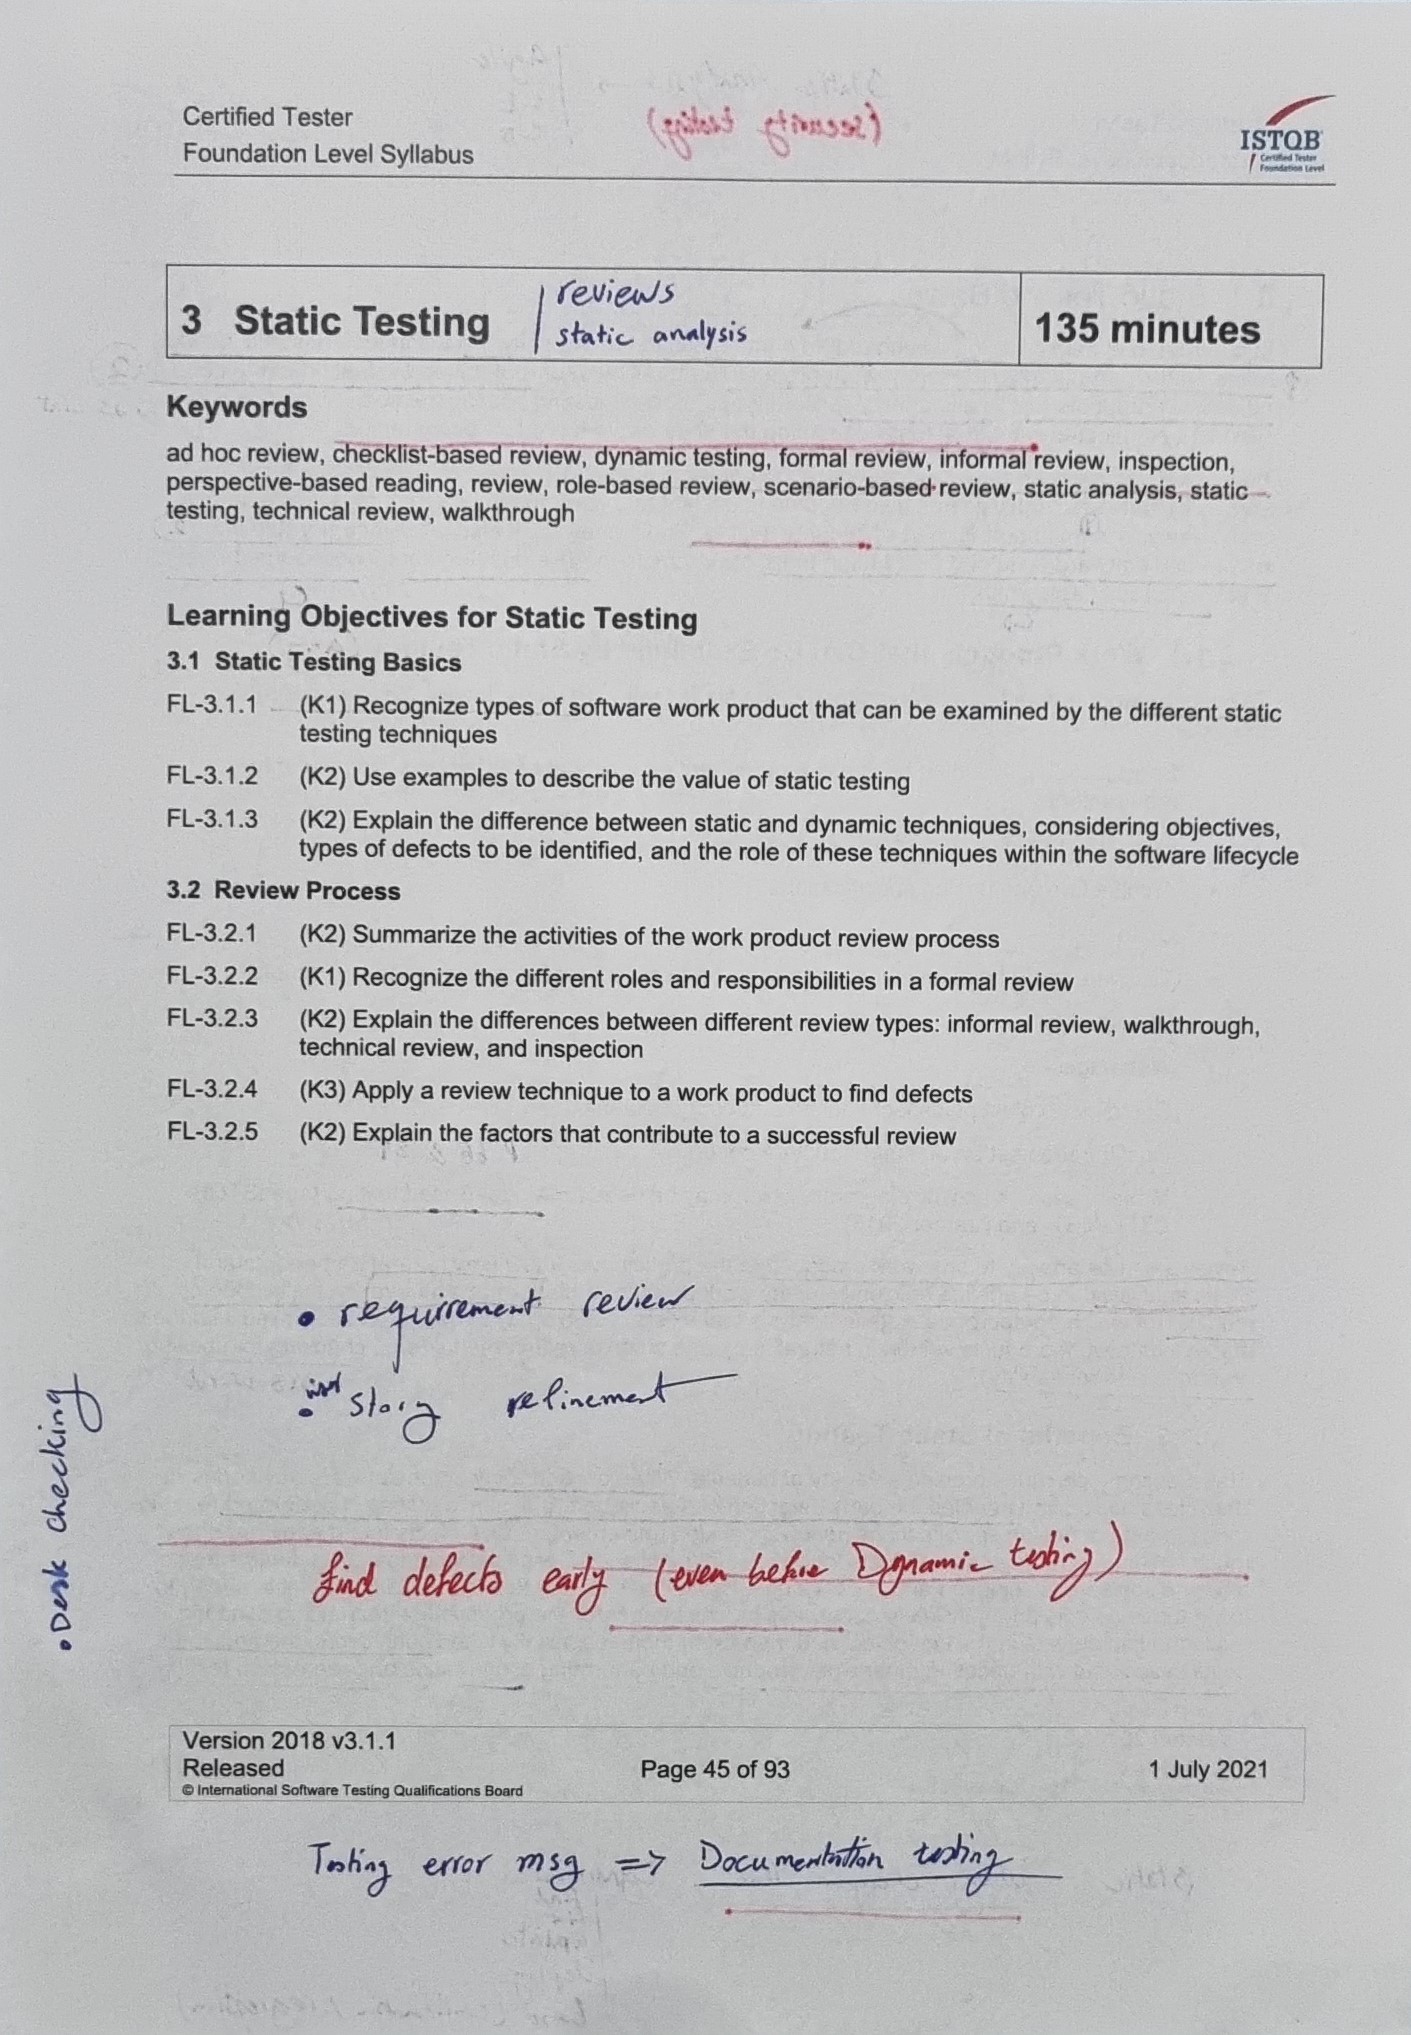 Certified Tester
Foundation Level Syllabus
(security testing)
ISTQB
Certified Tester
Foundation Level
3 Static Testing
reviews
static analysis
135 minutes
Keywords
ad hoc review, checklist-based review, dynamic testing, formal review, informal review, inspection,
perspective-based reading, review, role-based review, scenario-based review, static analysis, static
testing, technical review, walkthrough
Learning Objectives for Static Testing
3.1 Static Testing Basics
FL-3.1.1 (K1) Recognize types of software work product that can be examined by the different static
testing techniques
FL-3.1.2 (K2) Use examples to describe the value of static testing
FL-3.1.3 (K2) Explain the difference between static and dynamic techniques, considering objectives,
types of defects to be identified, and the role of these techniques within the software lifecycle
3.2 Review Process
FL-3.2.1 (K2) Summarize the activities of the work product review process
FL-3.2.2 (K1) Recognize the different roles and responsibilities in a formal review
FL-3.2.3 (K2) Explain the differences between different review types: informal review, walkthrough,
technical review, and inspection
FL-3.2.4 (K3) Apply a review technique to a work product to find defects
FL-3.2.5 (K2) Explain the factors that contribute to a successful review
• requirement review
• story refinement
• Desk checking
find defects early (even before Dynamic testing)
Version 2018 v3.1.1
Released
© International Software Testing Qualifications Board
Page 45 of 93
1 July 2021
Testing error msg => Documentation testing